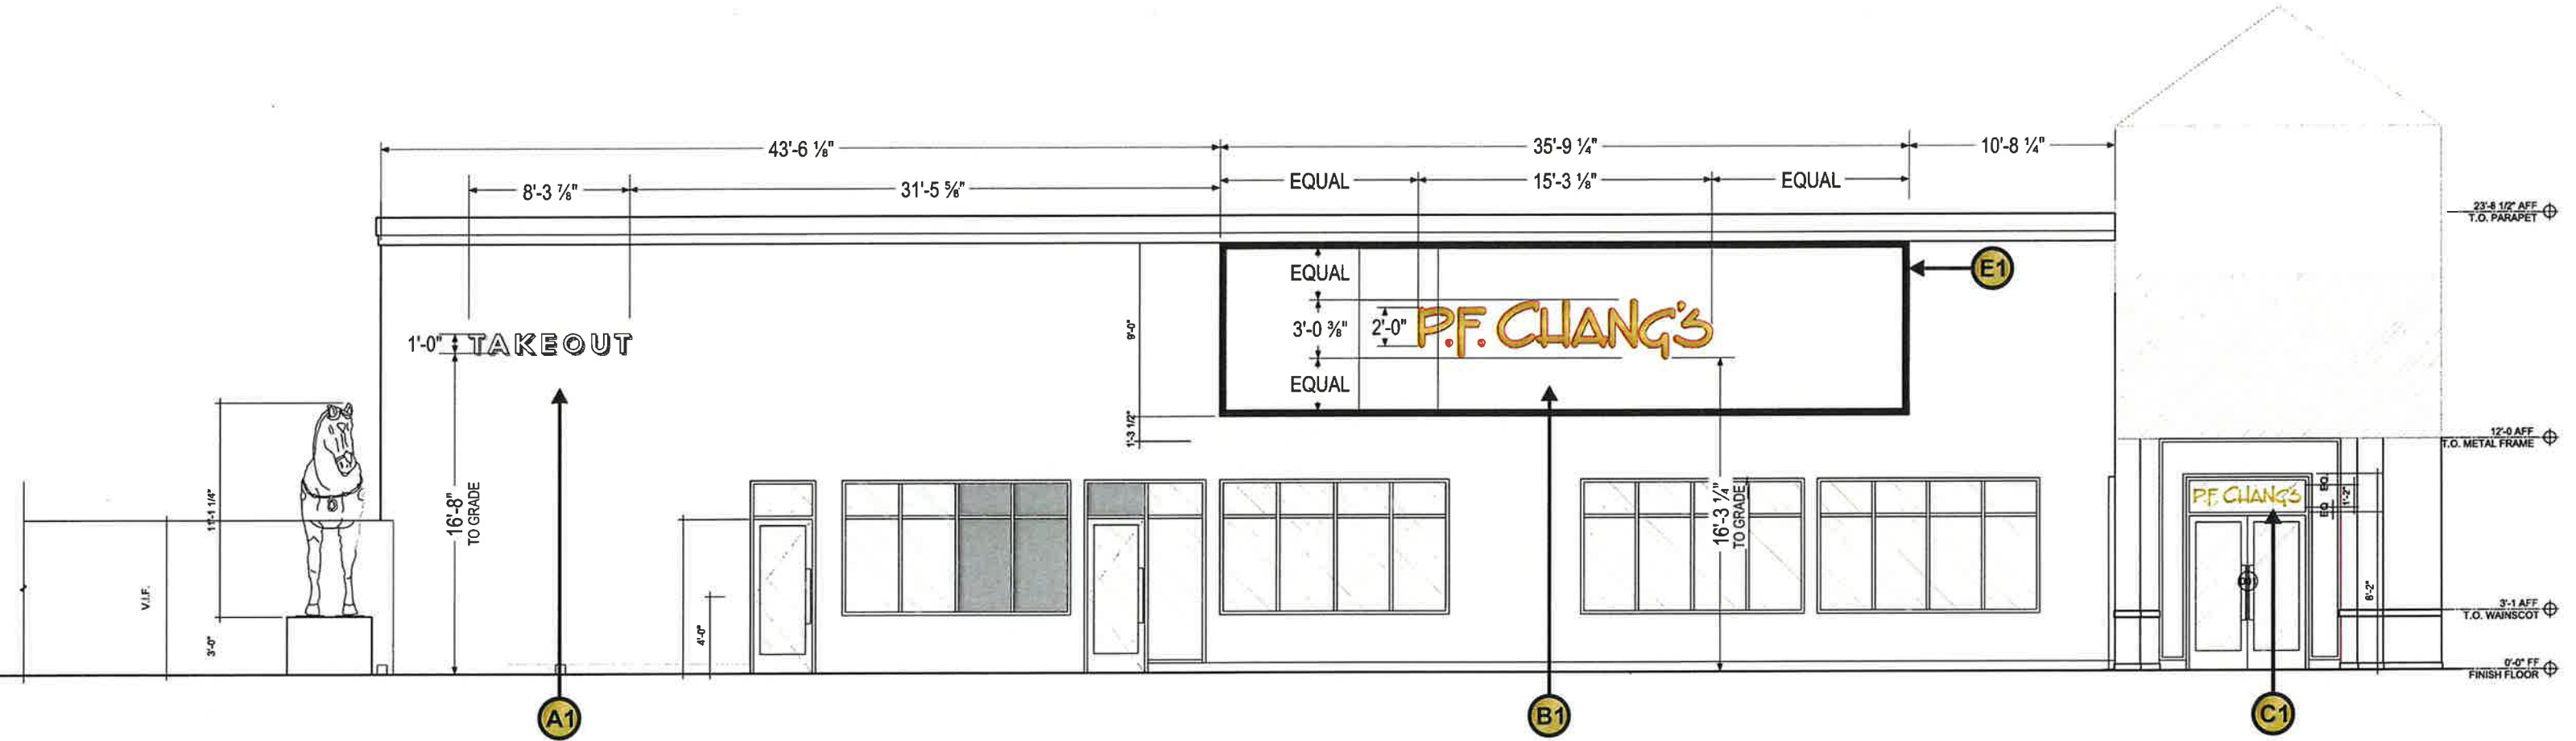 43'-6 ⅛"
35'-9 ¼"
10'-8 ¼"
8'-3 ⅞"
31'-5 ⅝"
EQUAL
15'-3 ⅛"
EQUAL
23'-8 1/2" AFF
T.O. PARAPET
EQUAL
E1
1'-0"
TAKEOUT
9'-0"
3'-0 ⅜"
2'-0"
P.F. CHANG'S
EQUAL
1'-3 1/2"
12'-0 AFF
T.O. METAL FRAME
11'-1 1/4"
16'-8"
TO GRADE
16'-3 ¼"
TO GRADE
P.F. CHANG'S
EQ
1'-2"
EQ
V.I.F.
3'-0"
4'-0"
001
6'-2"
3'-1 AFF
T.O. WAINSCOT
0'-0" FF
FINISH FLOOR
A1
B1
C1